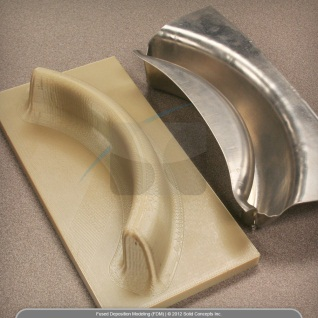 Fused Deposition Modeling (FDM) | © 2012 Solid Concepts Inc.